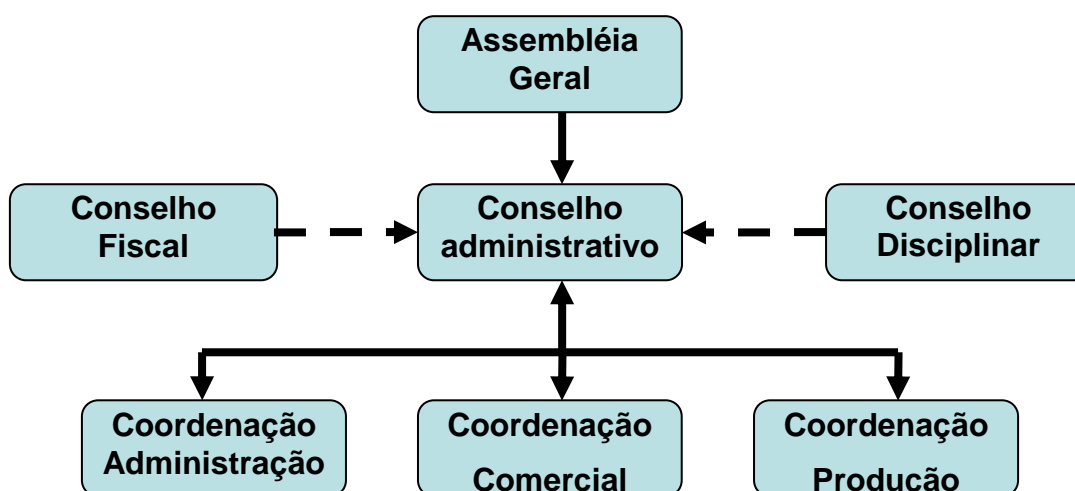 Assembléia
Geral
Conselho
Fiscal
Conselho
administrativo
Conselho
Disciplinar
Coordenação
Administração
Coordenação
Comercial
Coordenação
Produção